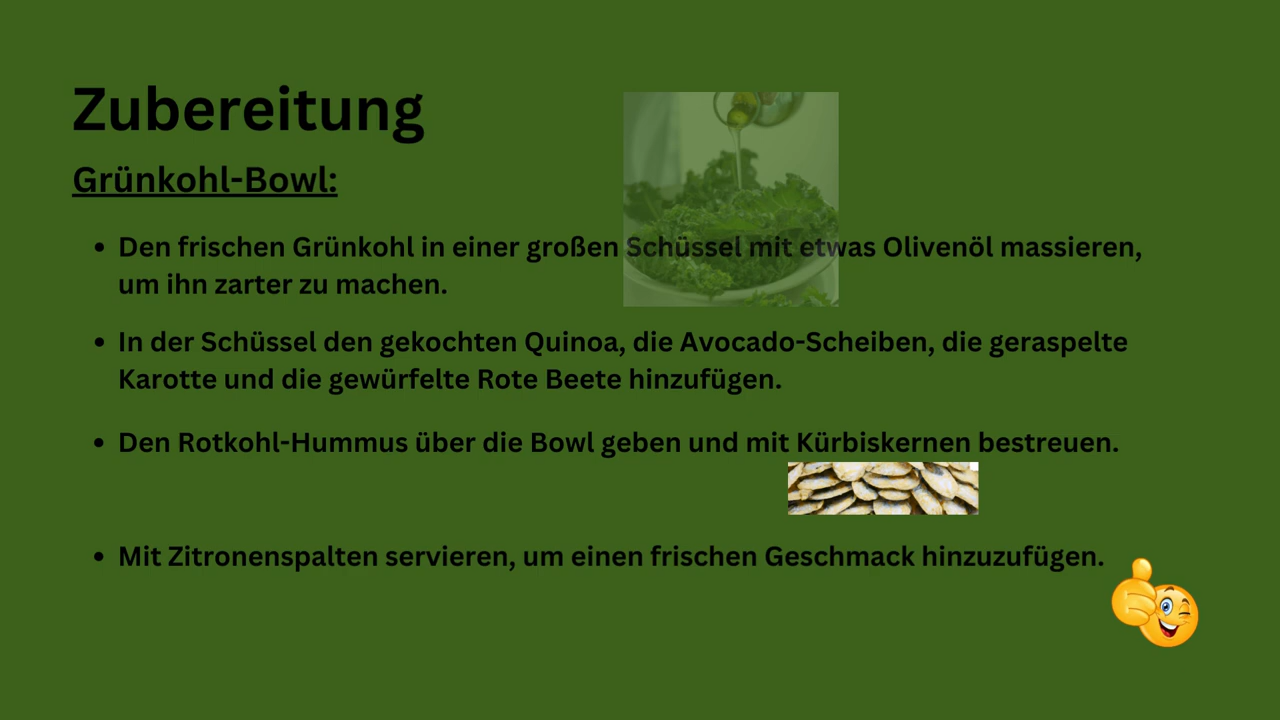 Zubereitung
Grünkohl-Bowl:
• Den frischen Grünkohl in einer großen Schüssel mit etwas Olivenöl massieren,
um ihn zarter zu machen.
• In der Schüssel den gekochten Quinoa, die Avocado-Scheiben, die geraspelte
Karotte und die gewürfelte Rote Beete hinzufügen.
• Den Rotkohl-Hummus über die Bowl geben und mit Kürbiskernen bestreuen.
• Mit Zitronenspalten servieren, um einen frischen Geschmack hinzuzufügen.